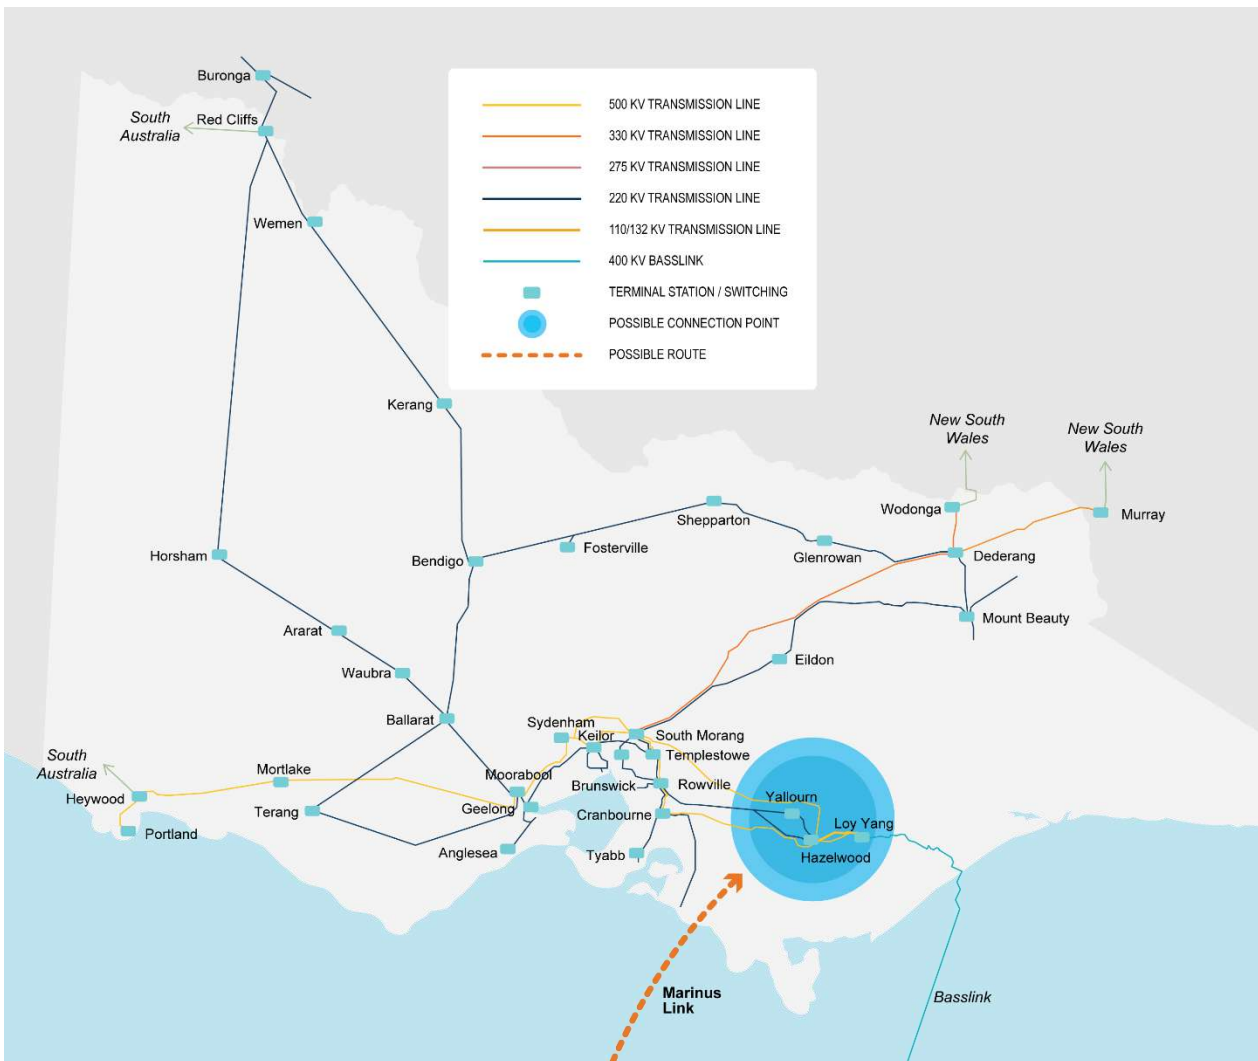 Buronga
South
Australia
Red Cliffs
Wemen
500 KV TRANSMISSION LINE
330 KV TRANSMISSION LINE
275 KV TRANSMISSION LINE
220 KV TRANSMISSION LINE
110/132 KV TRANSMISSION LINE
400 KV BASSLINK
TERMINAL STATION / SWITCHING
POSSIBLE CONNECTION POINT
POSSIBLE ROUTE
Kerang
New South
Wales
New South
Wales
Wodonga
Murray
Shepparton
Horsham
Bendigo
Fosterville
Glenrowan
Dederang
Ararat
Mount Beauty
Waubra
Eildon
Ballarat
Sydenham
Keilor
South Morang
Templestowe
South
Australia
Mortlake
Moorabool
Heywood
Brunswick
Rowville
Yallourn
Terang
Geelong
Cranbourne
Loy Yang
Portland
Anglesea
Tyabb
Hazelwood
Marinus
Link
Basslink